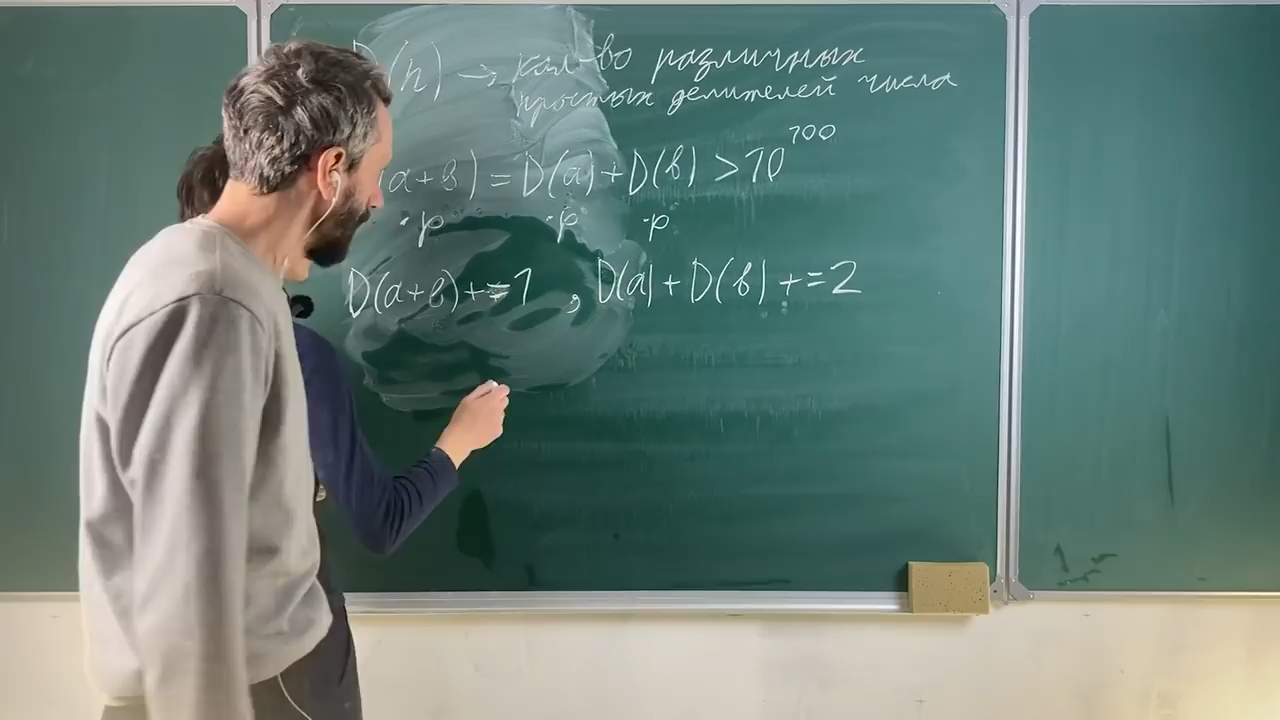 D(n) → кол-во различных
простых делителей числа
(a+b) = D(a)+D(b) > 10^100
·p ·p ·p
D(a+b)+=1 , D(a)+D(b) +=2